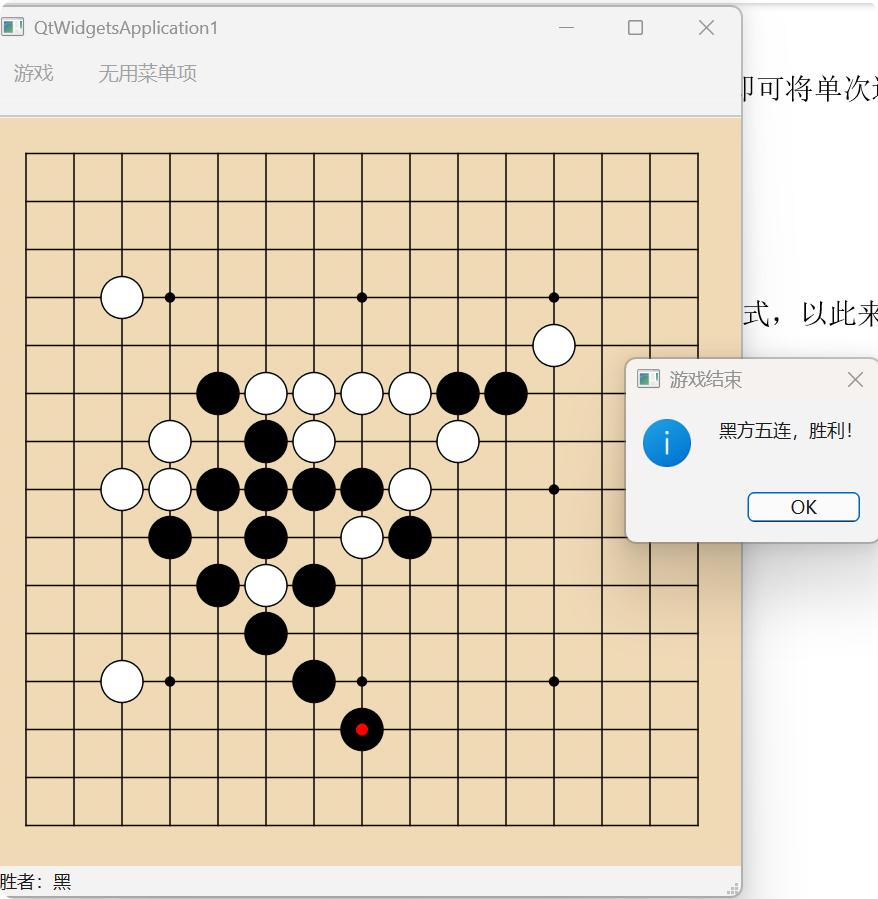 QtWidgetsApplication1
游戏 无用菜单项
即可将单次
式，以此来
游戏结束
黑方五连，胜利！
OK
胜者：黑